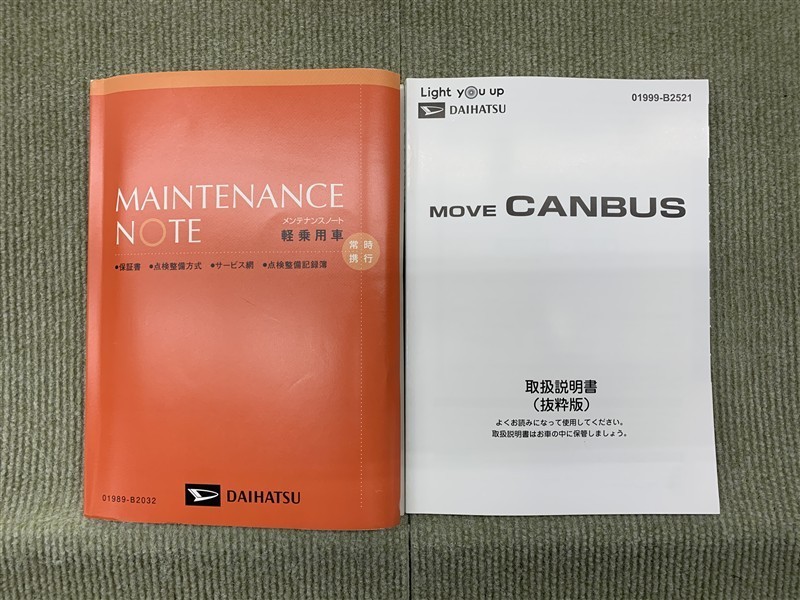 MAINTENANCE
NOTE
メンテナンスノート
軽乗用車
常時
携行
●保証書 ●点検整備方式 ●サービス網 ●点検整備記録簿
01989-B2032
DAIHATSU
Light you up
DAIHATSU
01999-B2521
MOVE CANBUS
取扱説明書
(抜粋版)
よくお読みになって使用してください。
取扱説明書はお車の中に保管しましょう。